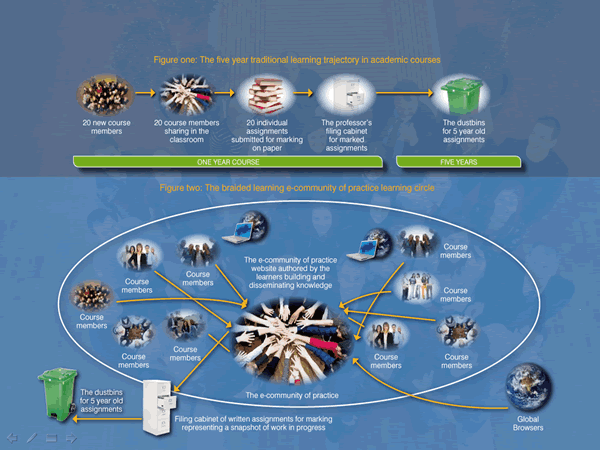 Figure one: The five year traditional learning trajectory in academic courses
20 new course
members
20 course members
sharing in the
classroom
20 individual
assignments
submitted for marking
on paper
The professor's
filing cabinet
for marked
assignments
The dustbins
for 5 year old
assignments
ONE YEAR COURSE
FIVE YEARS
Figure two: The braided learning e-community of practice learning circle
Course
members
Course
members
Course
members
Course
members
Course
members
The e-community of practice
website authored by the
learners building and
disseminating knowledge
Course
members
Course
members
Course
members
Course
members
The e-community of practice
The dustbins
for 5 year old
assignments
Filing cabinet of written assignments for marking
representing a snapshot of work in progress
Global
Browsers